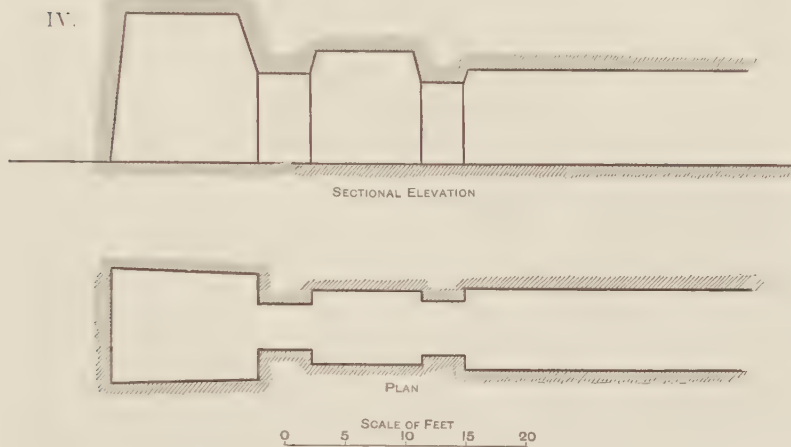 IV.
SECTIONAL ELEVATION
PLAN
SCALE OF FEET
0 5 10 15 20